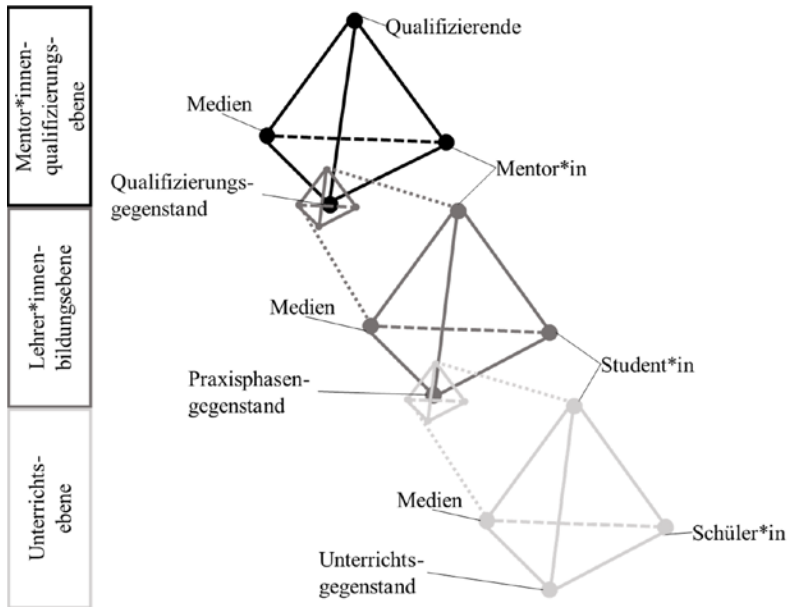 Mentor*innen-
qualifizierungs-
ebene
Lehrer*innen-
bildungsebene
Unterrichts-
ebene
Qualifizierende
Medien
Mentor*in
Qualifizierungs-
gegenstand
Medien
Student*in
Praxisphasen-
gegenstand
Medien
Schüler*in
Unterrichts-
gegenstand